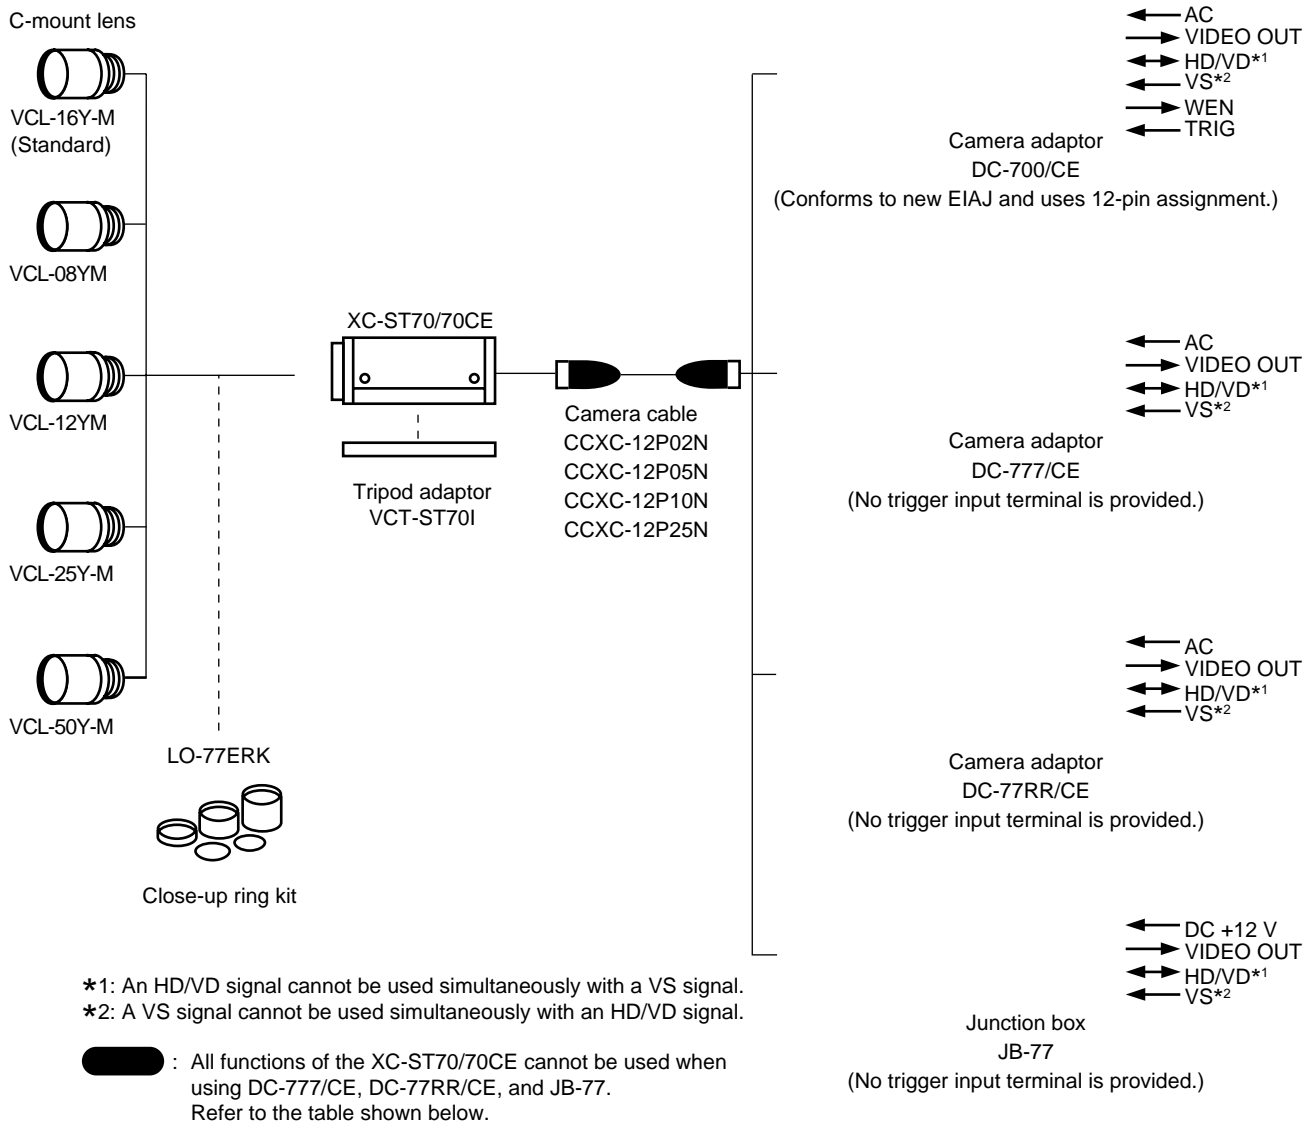 C-mount lens
VCL-16Y-M
(Standard)
VCL-08YM
VCL-12YM
VCL-25Y-M
VCL-50Y-M
LO-77ERK
Close-up ring kit
XC-ST70/70CE
Tripod adaptor
VCT-ST70I
Camera cable
CCXC-12P02N
CCXC-12P05N
CCXC-12P10N
CCXC-12P25N
AC
VIDEO OUT
HD/VD*1
VS*2
WEN
TRIG
Camera adaptor
DC-700/CE
(Conforms to new EIAJ and uses 12-pin assignment.)
AC
VIDEO OUT
HD/VD*1
VS*2
Camera adaptor
DC-777/CE
(No trigger input terminal is provided.)
AC
VIDEO OUT
HD/VD*1
VS*2
Camera adaptor
DC-77RR/CE
(No trigger input terminal is provided.)
DC +12 V
VIDEO OUT
HD/VD*1
VS*2
Junction box
JB-77
(No trigger input terminal is provided.)
*1: An HD/VD signal cannot be used simultaneously with a VS signal.
*2: A VS signal cannot be used simultaneously with an HD/VD signal.
: All functions of the XC-ST70/70CE cannot be used when
using DC-777/CE, DC-77RR/CE, and JB-77.
Refer to the table shown below.